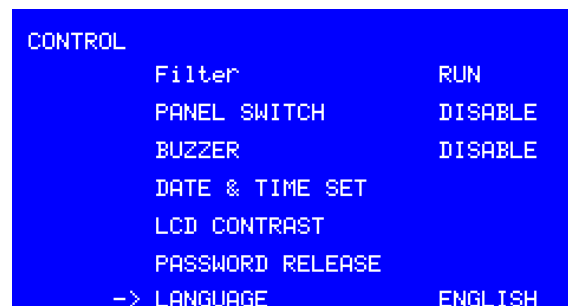 CONTROL
Filter RUN
PANEL SWITCH DISABLE
BUZZER DISABLE
DATE & TIME SET
LCD CONTRAST
PASSWORD RELEASE
-> LANGUAGE ENGLISH